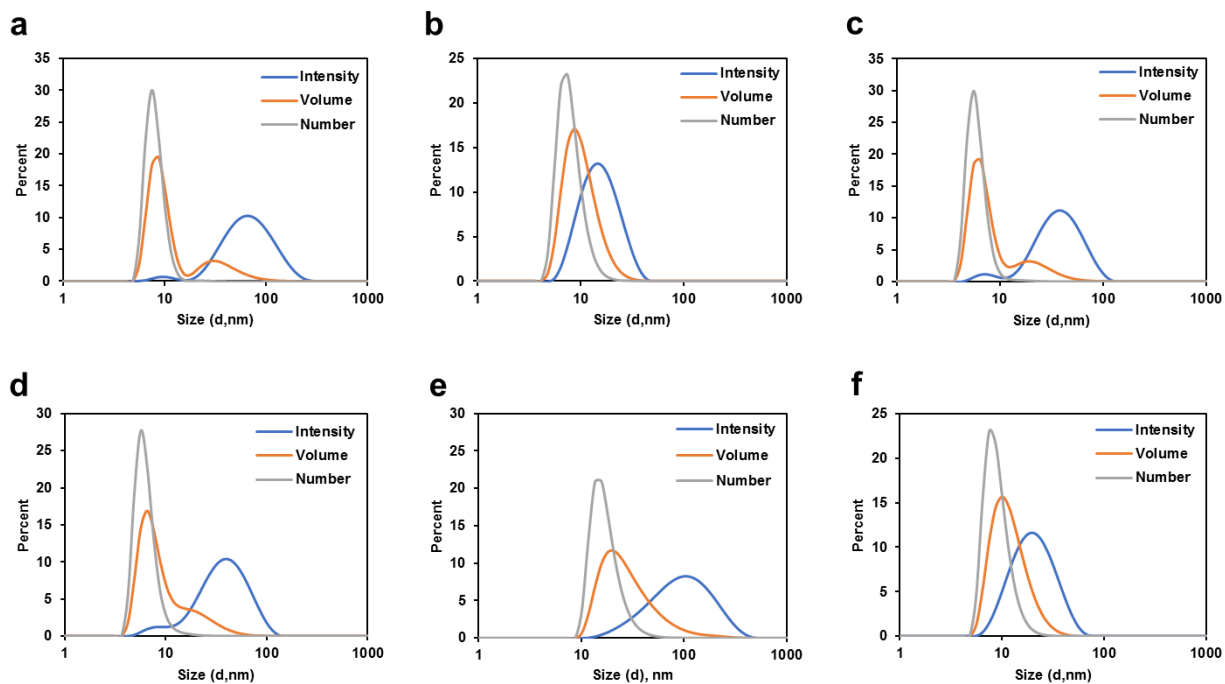 a
35
30
25
20
15
10
5
0
Percent
Intensity
Volume
Number
1 10 100 1000
Size (d,nm)
b
25
20
15
10
5
0
Percent
Intensity
Volume
Number
1 10 100 1000
Size (d,nm)
c
35
30
25
20
15
10
5
0
Percent
Intensity
Volume
Number
1 10 100 1000
Size (d,nm)
d
30
25
20
15
10
5
0
Percent
Intensity
Volume
Number
1 10 100 1000
Size (d,nm)
e
30
25
20
15
10
5
0
Percent
Intensity
Volume
Number
1 10 100 1000
Size (d), nm
f
25
20
15
10
5
0
Percent
Intensity
Volume
Number
1 10 100 1000
Size (d,nm)